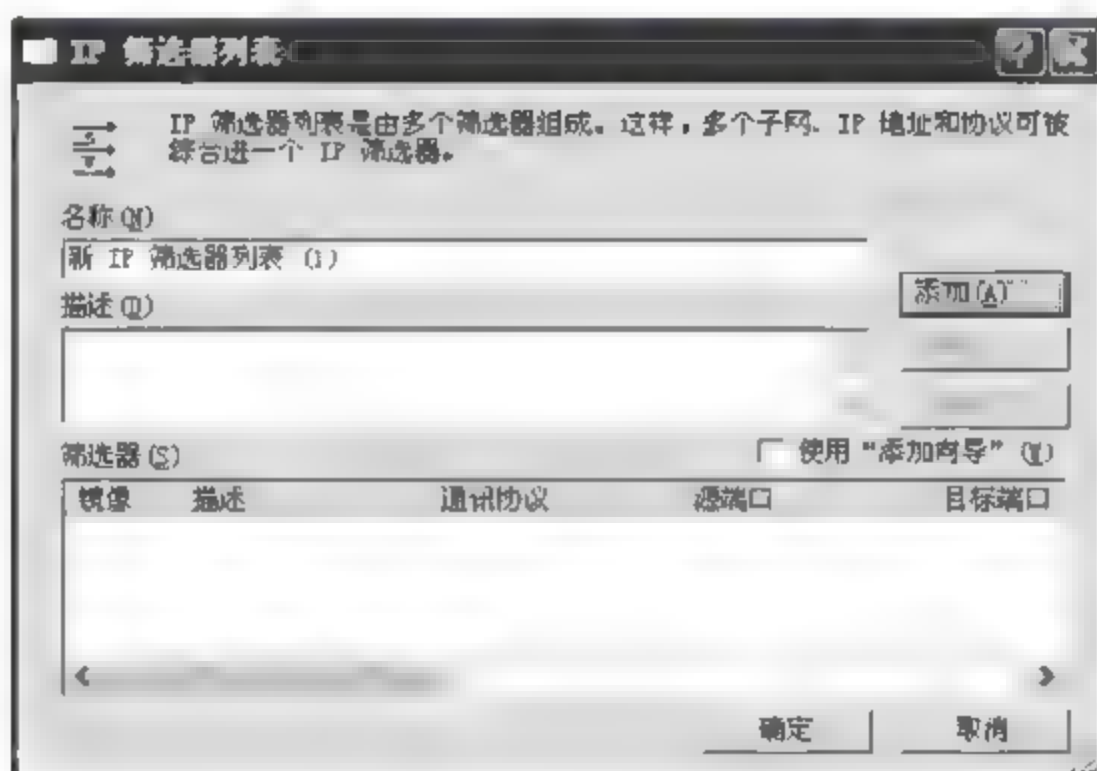 IP 筛选器列表
IP 筛选器列表是由多个筛选器组成。这样，多个子网、IP 地址和协议可被
综合进一个 IP 筛选器。
名称(N)
新 IP 筛选器列表 (1)
描述(D)
添加(A)...
筛选器(S)
使用“添加向导”(W)
镜像 描述 通讯协议 源端口 目标端口
确定 取消